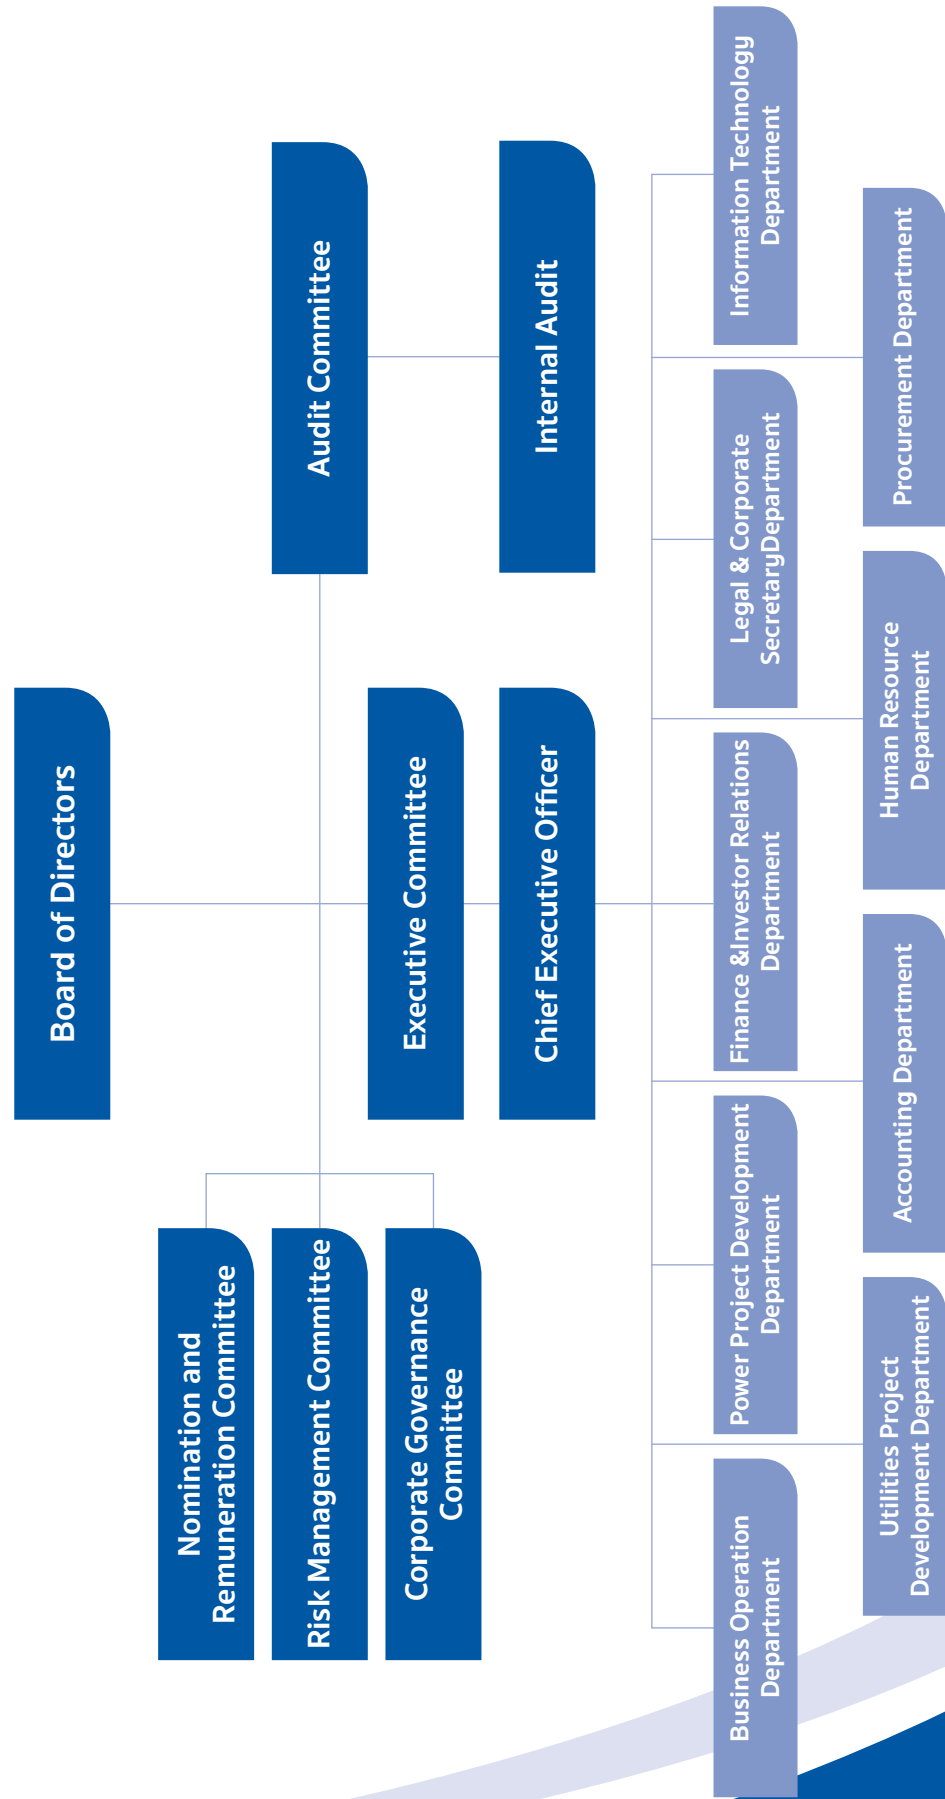 Board of Directors
Nomination and
Remuneration Committee
Risk Management Committee
Audit Committee
Corporate Governance
Committee
Executive Committee
Chief Executive Officer
Internal Audit
Business Operation
Department
Power Project Development
Department
Finance &Investor Relations
Department
Legal & Corporate
SecretaryDepartment
Information Technology
Department
Utilities Project
Development Department
Accounting Department
Human Resource
Department
Procurement Department